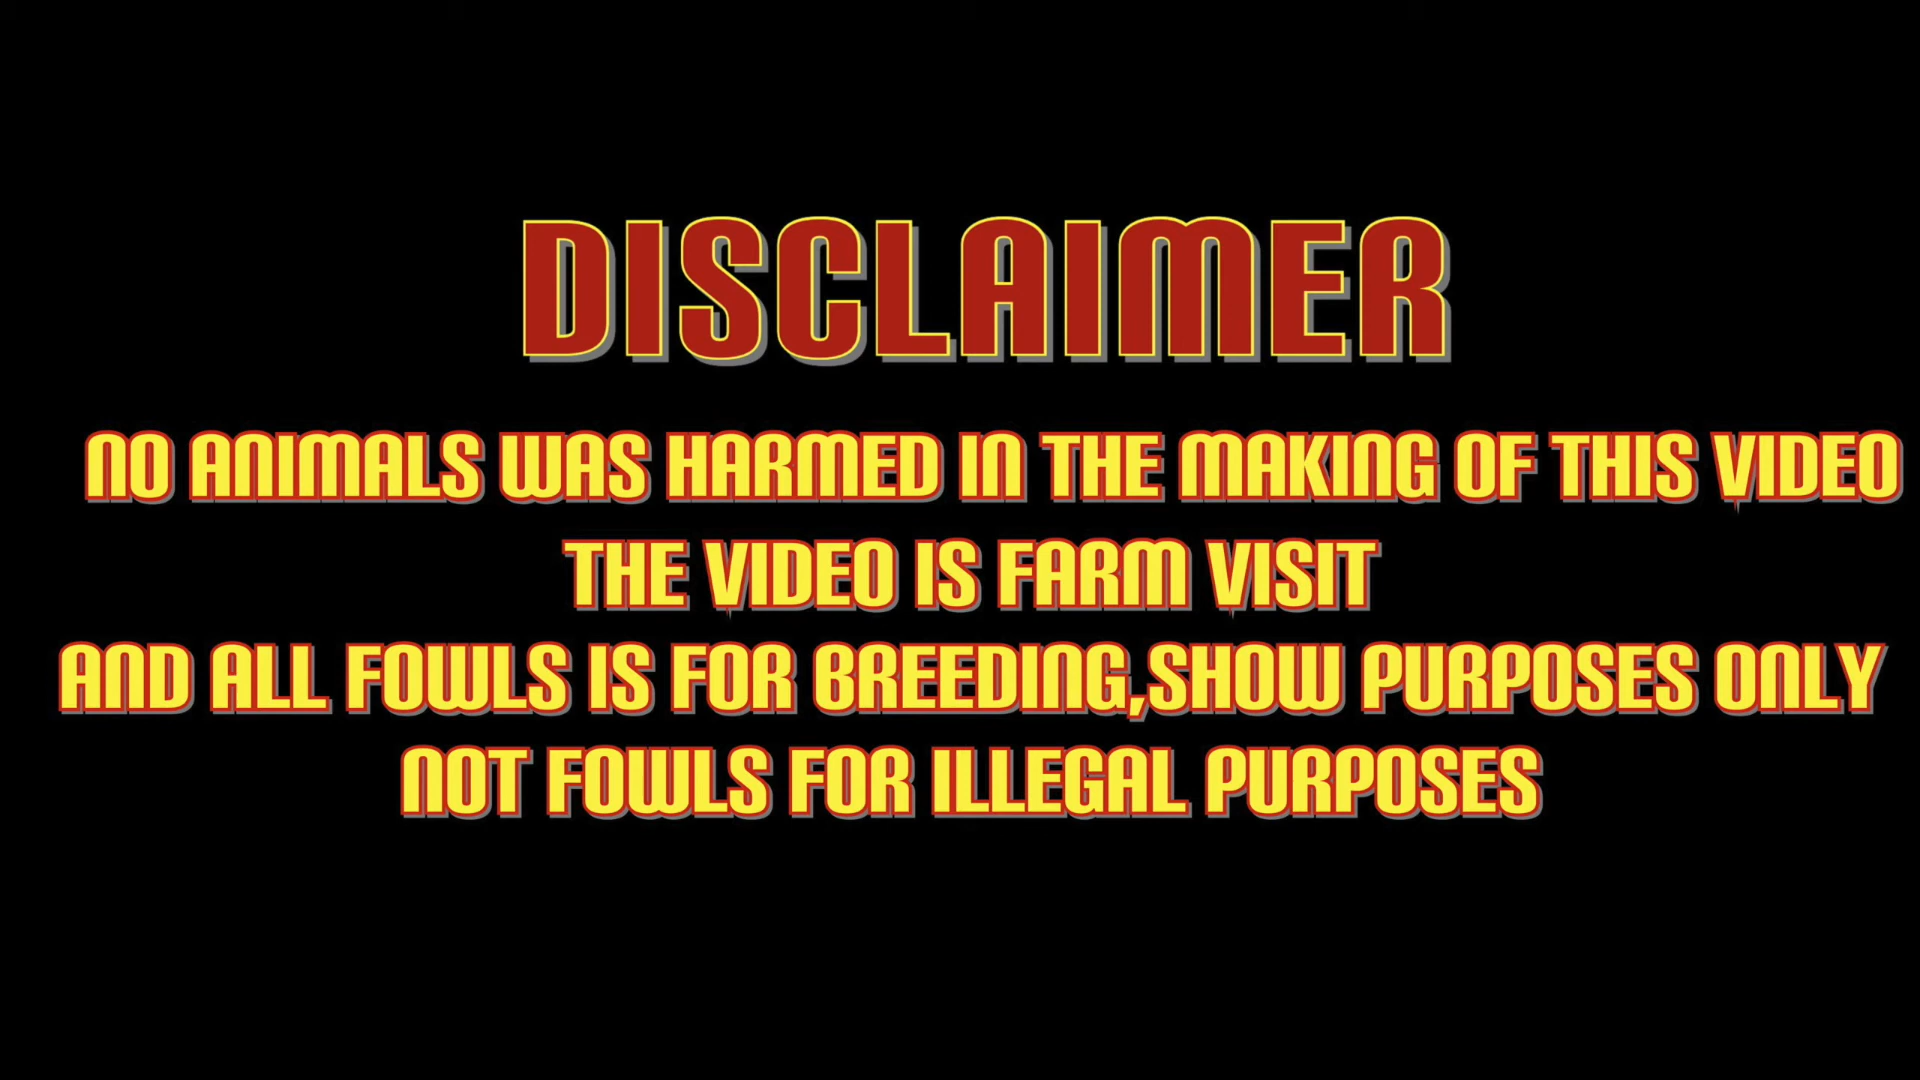 DISCLAIMER
NO ANIMALS WAS HARMED IN THE MAKING OF THIS VIDEO
THE VIDEO IS FARM VISIT
AND ALL FOWLS IS FOR BREEDING,SHOW PURPOSES ONLY
NOT FOWLS FOR ILLEGAL PURPOSES